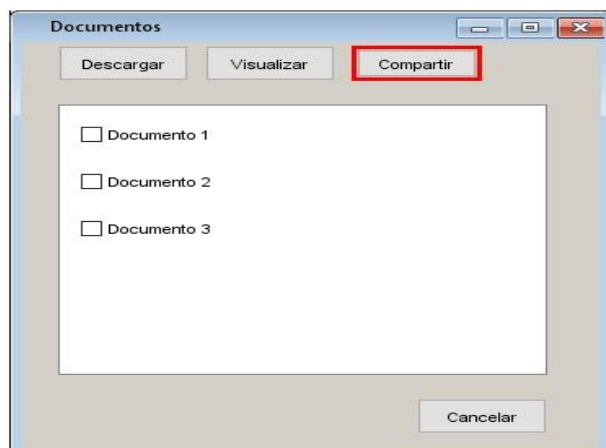 Documentos
Descargar Visualizar Compartir
Documento 1
Documento 2
Documento 3
Cancelar